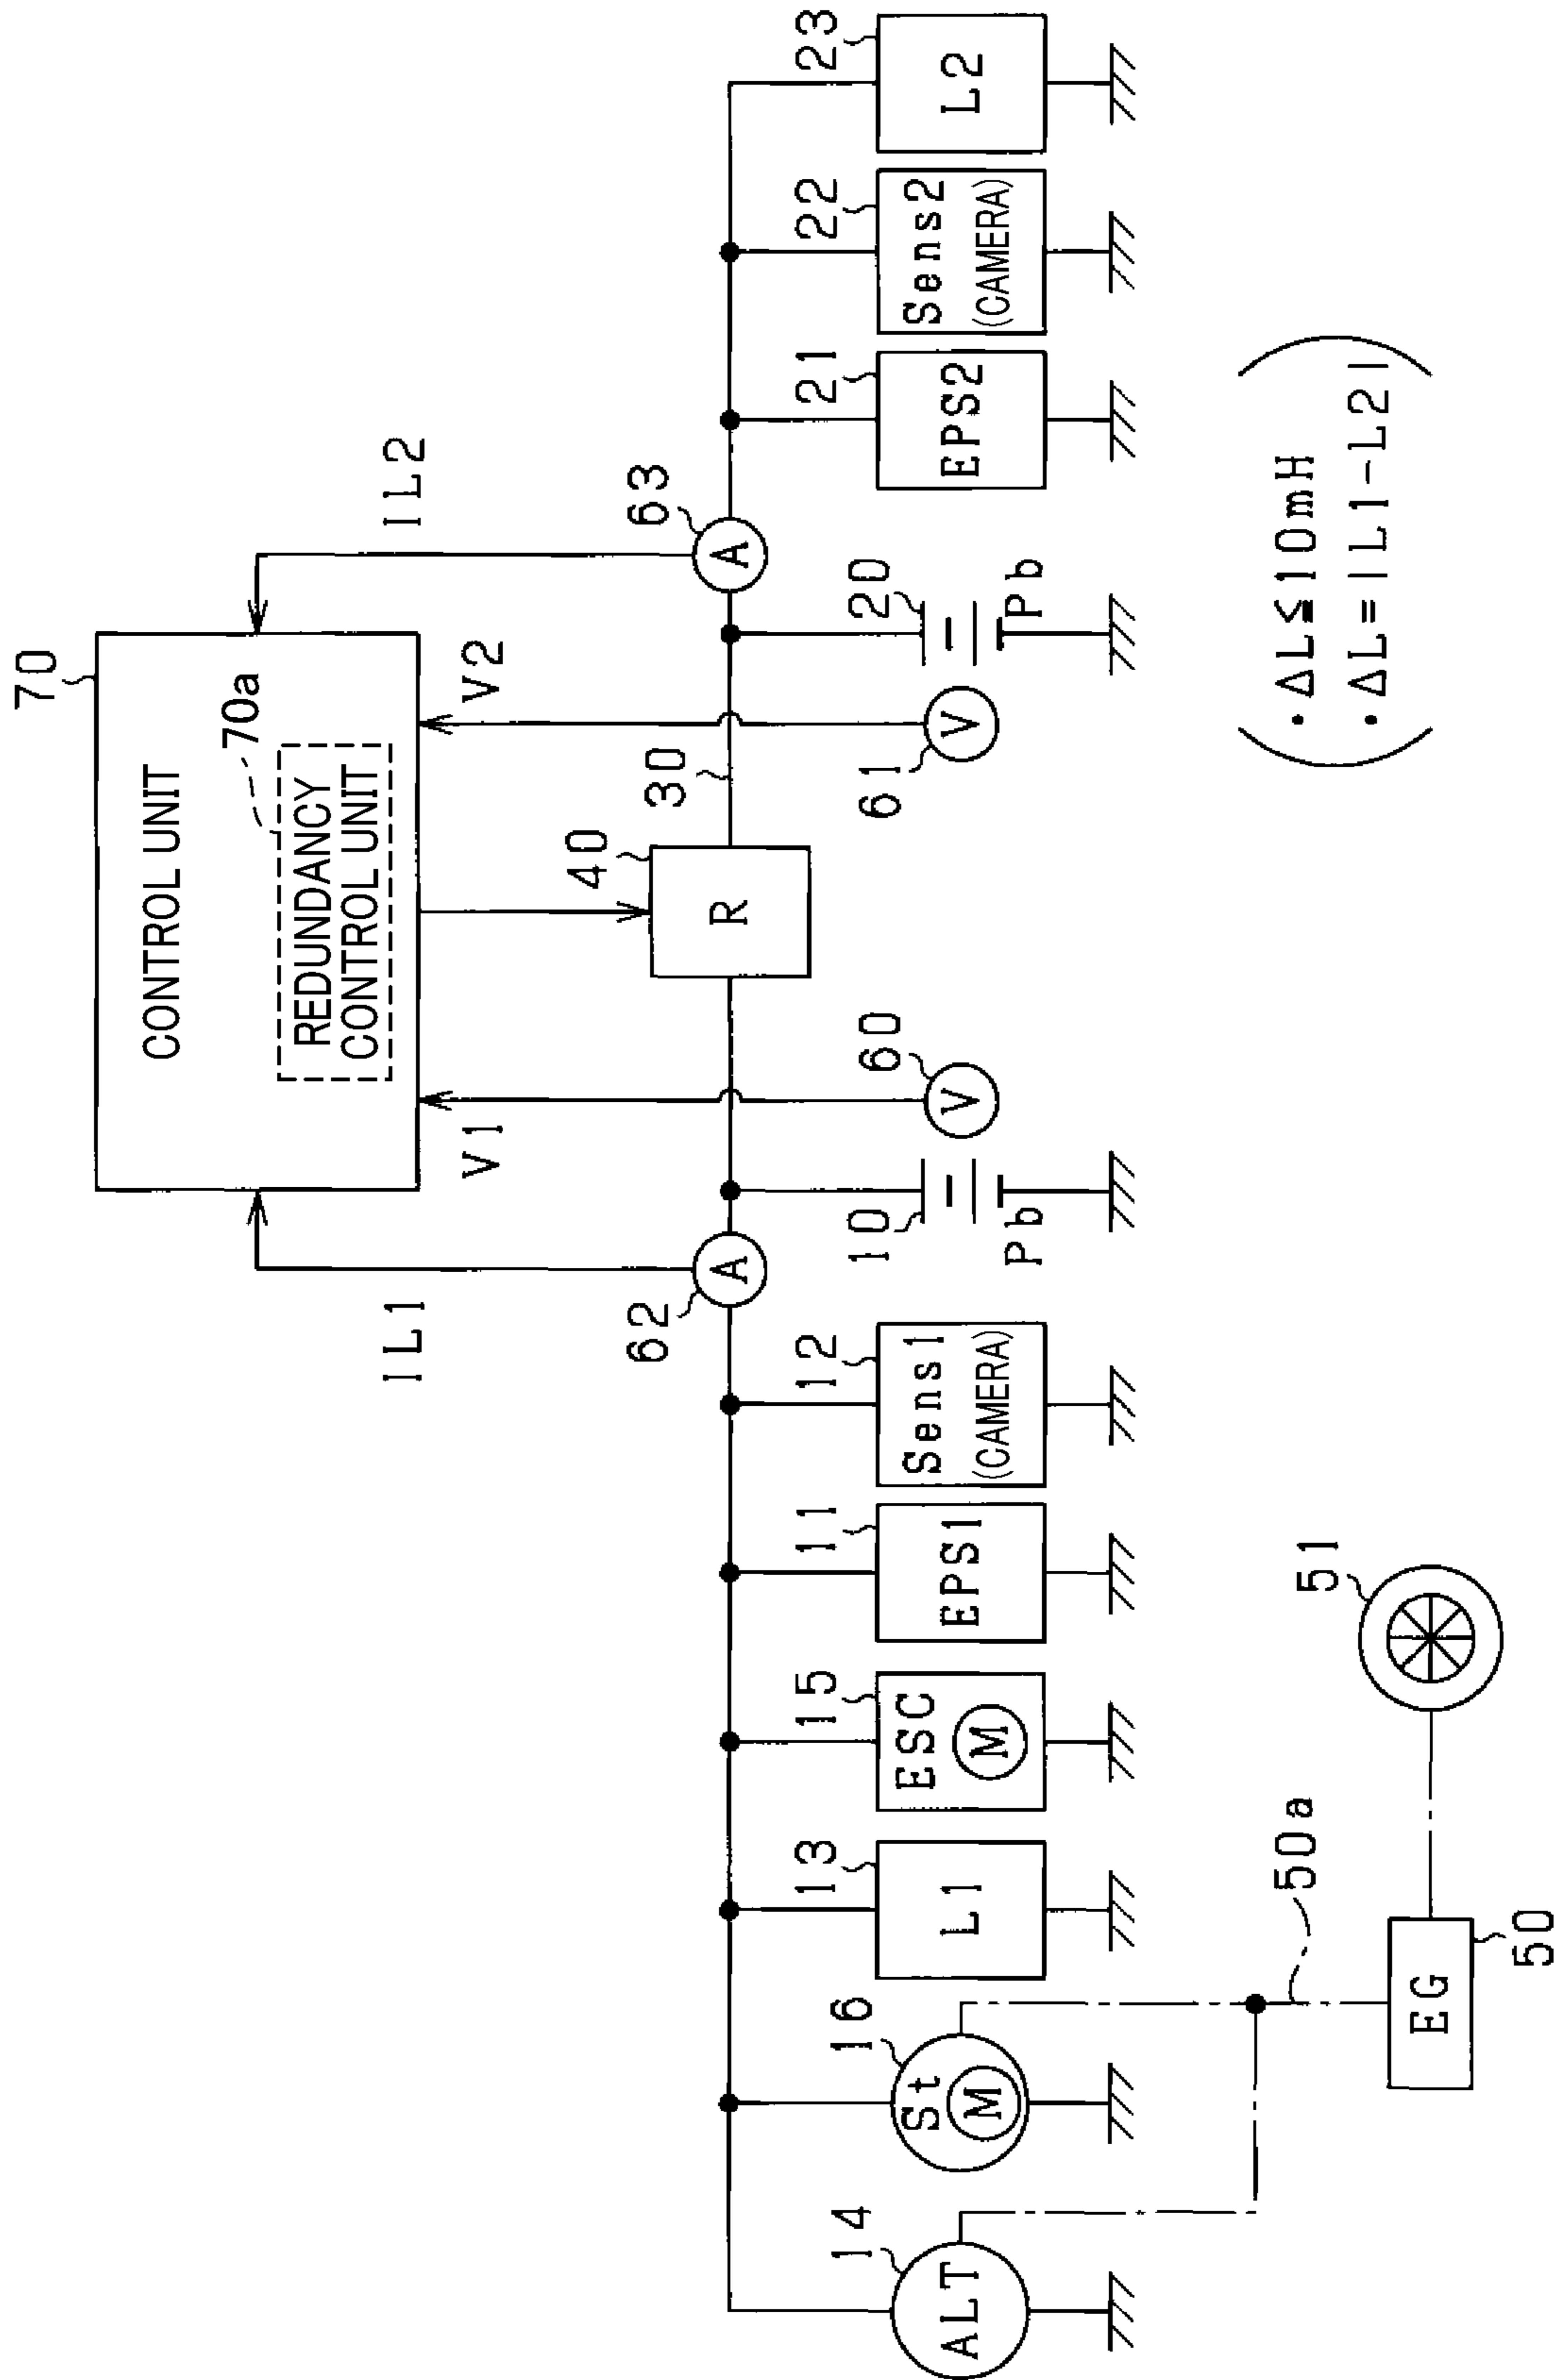 70
CONTROL UNIT
70a
REDUNDANCY
CONTROL UNIT
IL1
IL2
V1
V2
62
A
40
R
30
63
A
14
ALT
16
St
M
13
L1
15
ESC
M
11
EPS1
12
Sens1
(CAMERA)
10
Pb
60
V
61
V
20
Pb
21
EPS2
22
Sens2
(CAMERA)
23
L2
50a
EG
50
51
・ΔL≦10mH
・ΔL=|L1-L2|